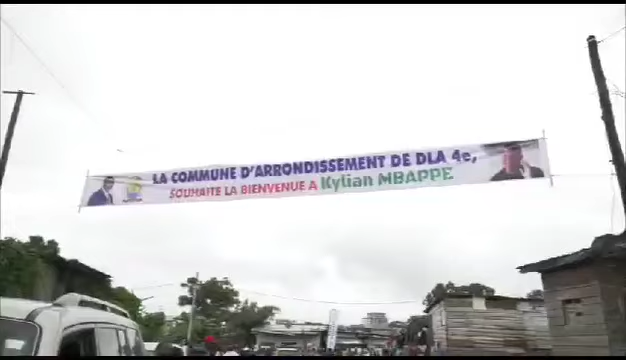 LA COMMUNE D'ARRONDISSEMENT DE DLA 4e,
SOUHAITE LA BIENVENUE A Kylian MBAPPE